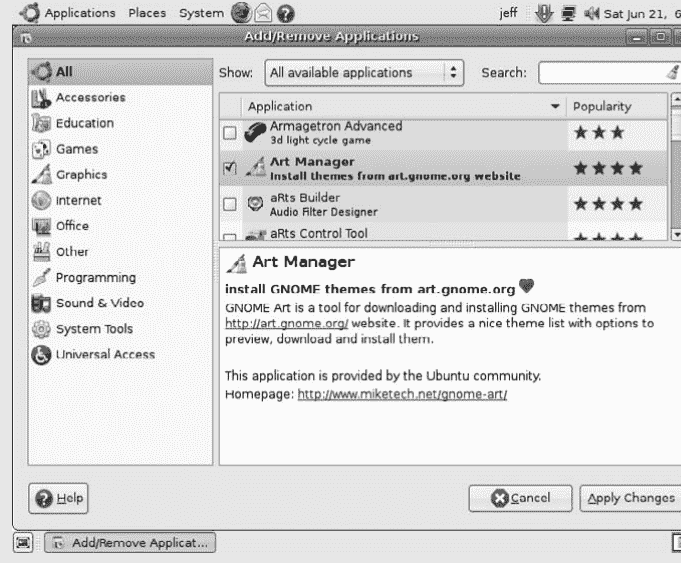 Applications Places System jeff Sat Jun 21, 6
Add/Remove Applications
All
Accessories
Education
Games
Graphics
Internet
Office
Other
Programming
Sound & Video
System Tools
Universal Access
Show: All available applications Search:
Application Popularity
Armagetron Advanced
3d light cycle game
Art Manager
Install themes from art.gnome.org website
aRts Builder
Audio Filter Designer
aRts Control Tool
Art Manager
install GNOME themes from art.gnome.org
GNOME Art is a tool for downloading and installing GNOME themes from
http://art.gnome.org/ website. It provides a nice theme list with options to
preview, download and install them.
This application is provided by the Ubuntu community.
Homepage: http://www.miketech.net/gnome-art/
Help Cancel Apply Changes
Add/Remove Applicat...